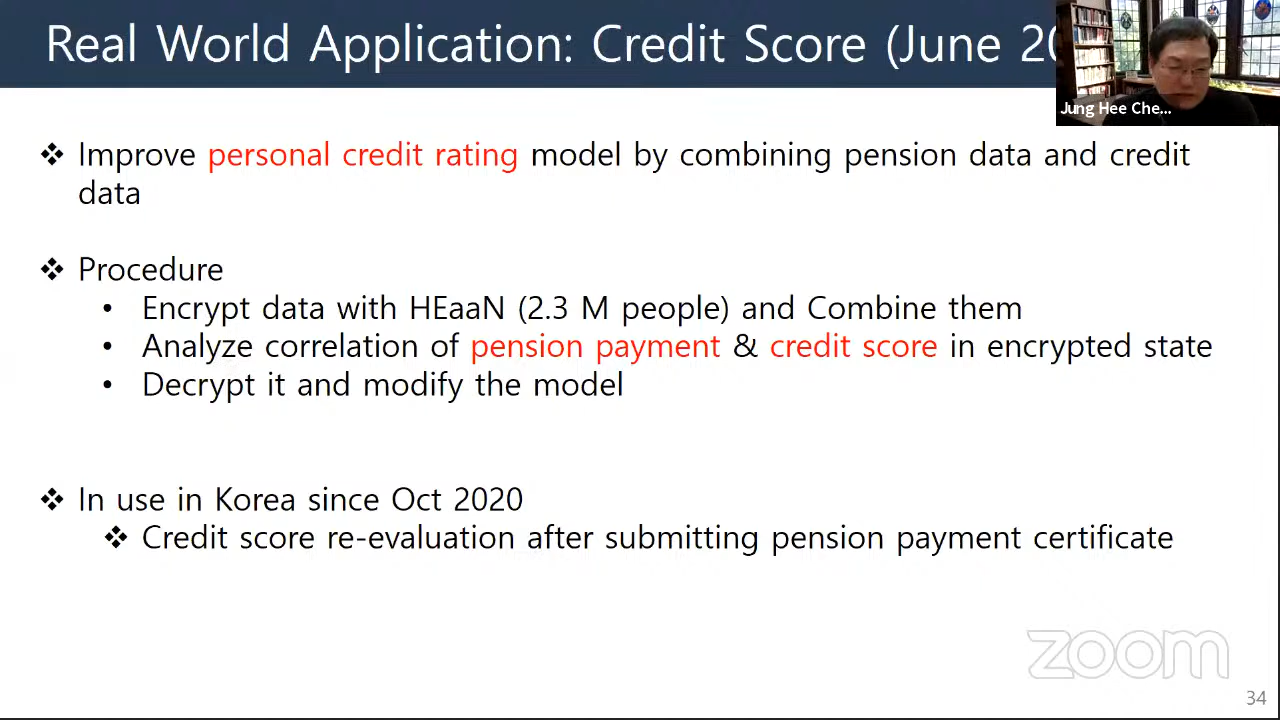 Real World Application: Credit Score (June 20
Jung Hee Che...
❖ Improve personal credit rating model by combining pension data and credit
data
❖ Procedure
• Encrypt data with HEaaN (2.3 M people) and Combine them
• Analyze correlation of pension payment & credit score in encrypted state
• Decrypt it and modify the model
❖ In use in Korea since Oct 2020
❖ Credit score re-evaluation after submitting pension payment certificate
zoom
34